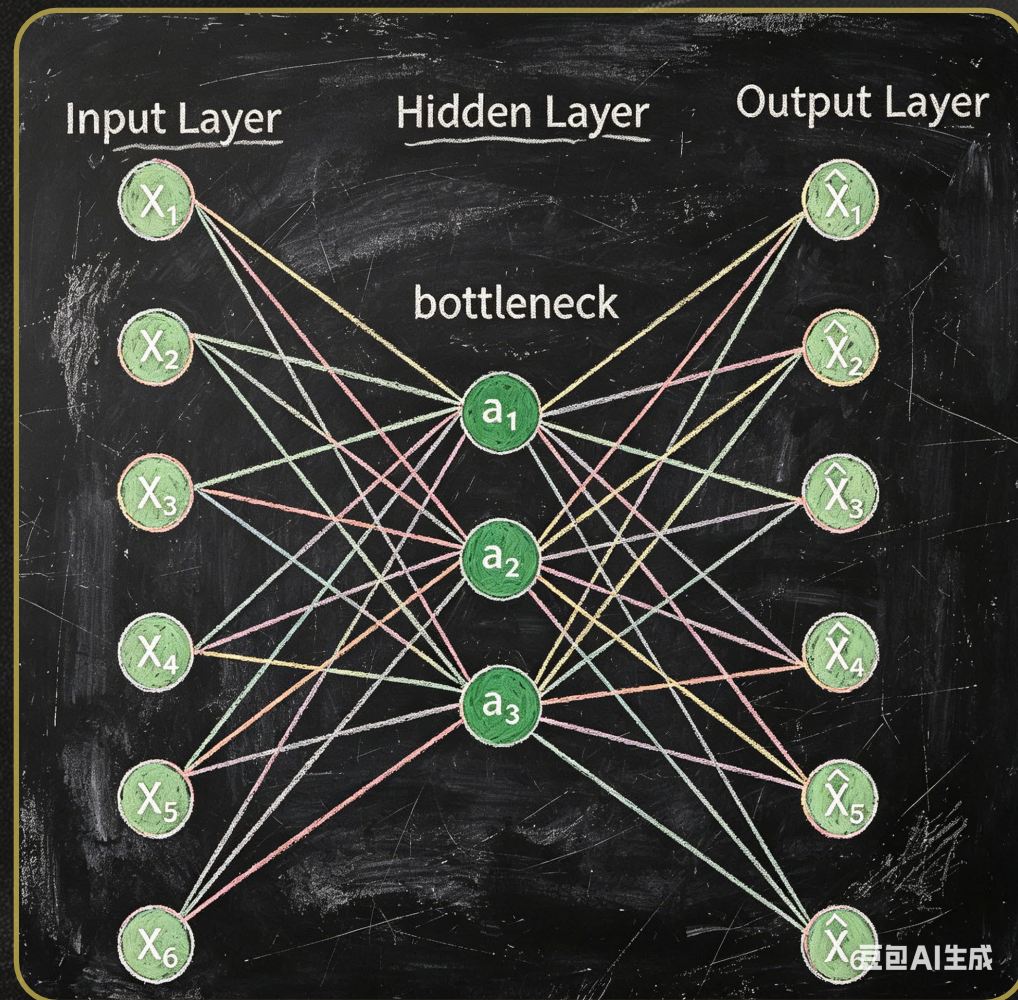 Input Layer
Hidden Layer
Output Layer
bottleneck
X₁
X₂
X₃
X₄
X₅
X₆
a₁
a₂
a₃
X̂₁
X̂₂
X̂₃
X̂₄
X̂₅
X̂₆
豆包AI生成